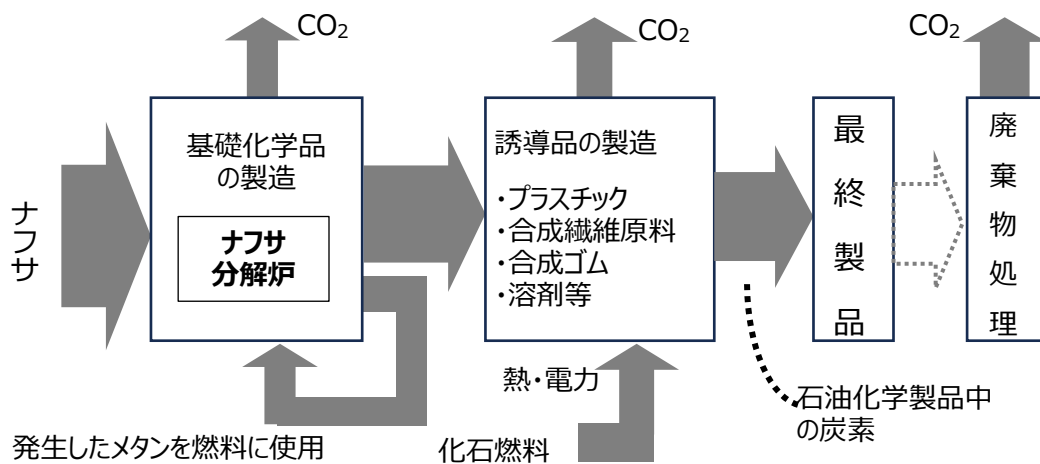 CO₂
CO₂
CO₂
ナフサ
基礎化学品
の製造
ナフサ
分解炉
誘導品の製造
・プラスチック
・合成繊維原料
・合成ゴム
・溶剤等
最終製品
廃棄物処理
熱・電力
石油化学製品中
の炭素
発生したメタンを燃料に使用
化石燃料